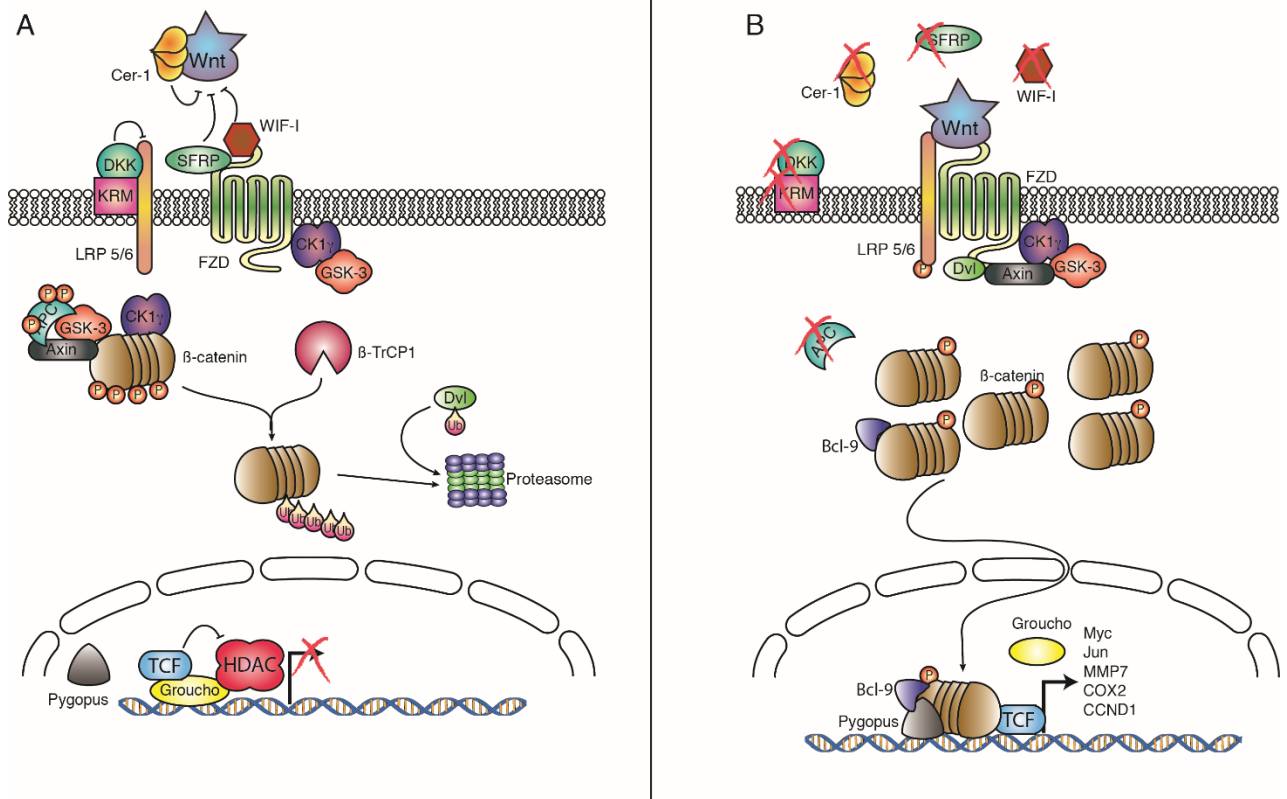 A
Cer-1
Wnt
WIF-I
DKK
SFRP
KRM
LRP 5/6
FZD
CK1γ
GSK-3
P
P
P
APC
GSK-3
CK1γ
Axin
ß-catenin
P
P
P
P
ß-TrCP1
Dvl
Ub
Proteasome
Ub
Ub
Ub
Ub
Ub
TCF
HDAC
Groucho
Pygopus
B
SFRP
Cer-1
WIF-I
Wnt
DKK
KRM
FZD
LRP 5/6
CK1γ
P
Dvl
Axin
GSK-3
APC
P
P
ß-catenin
P
P
P
Bcl-9
Groucho
Myc
Jun
MMP7
COX2
CCND1
P
Bcl-9
Pygopus
TCF